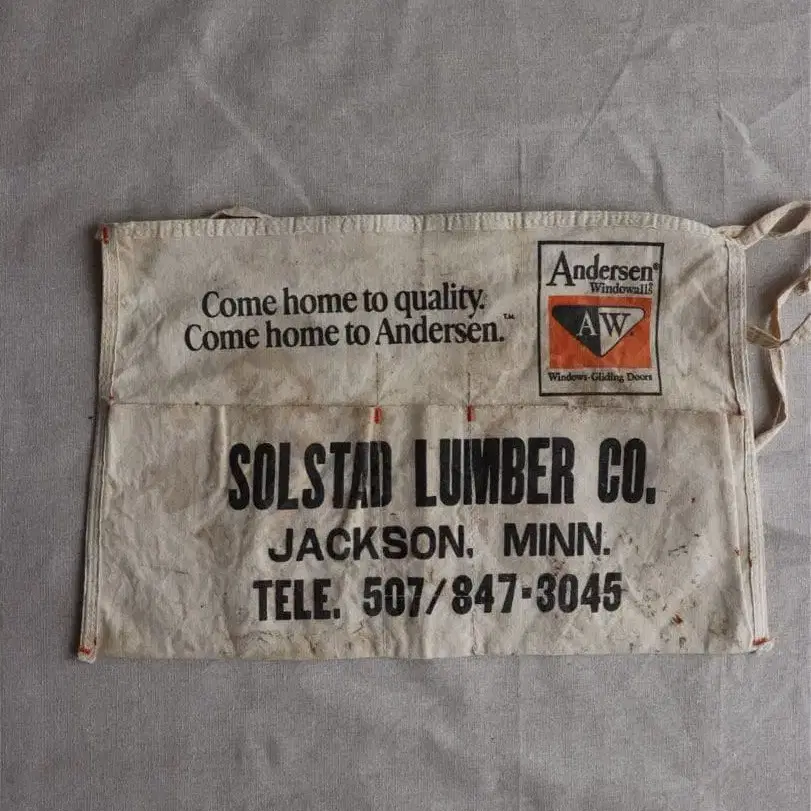 Come home to quality.
Come home to Andersen.™
Andersen®
Windowalls®
AW®
Windows-Gliding Doors
SOLSTAD LUMBER CO.
JACKSON, MINN.
TELE. 507/847-3045